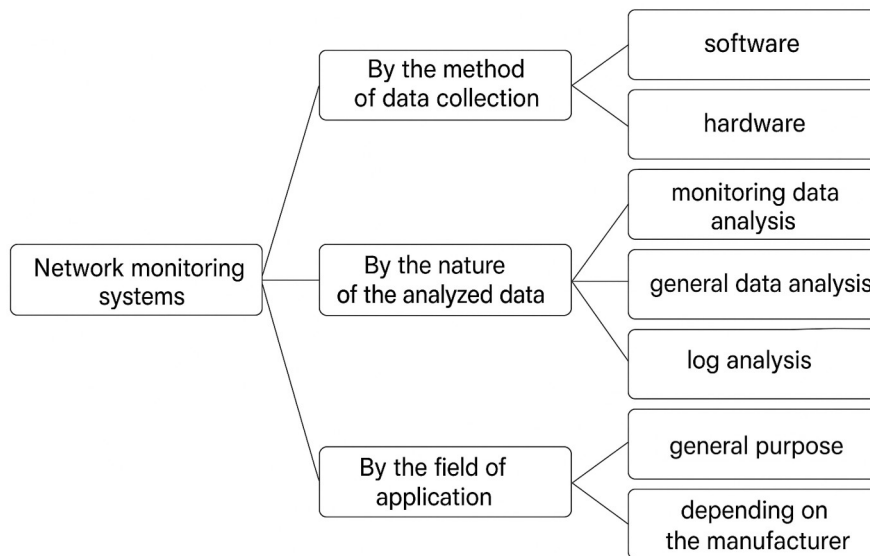 Network monitoring
systems
By the method
of data collection
software
hardware
By the nature
of the analyzed data
monitoring data
analysis
general data analysis
log analysis
By the field of
application
general purpose
depending on
the manufacturer